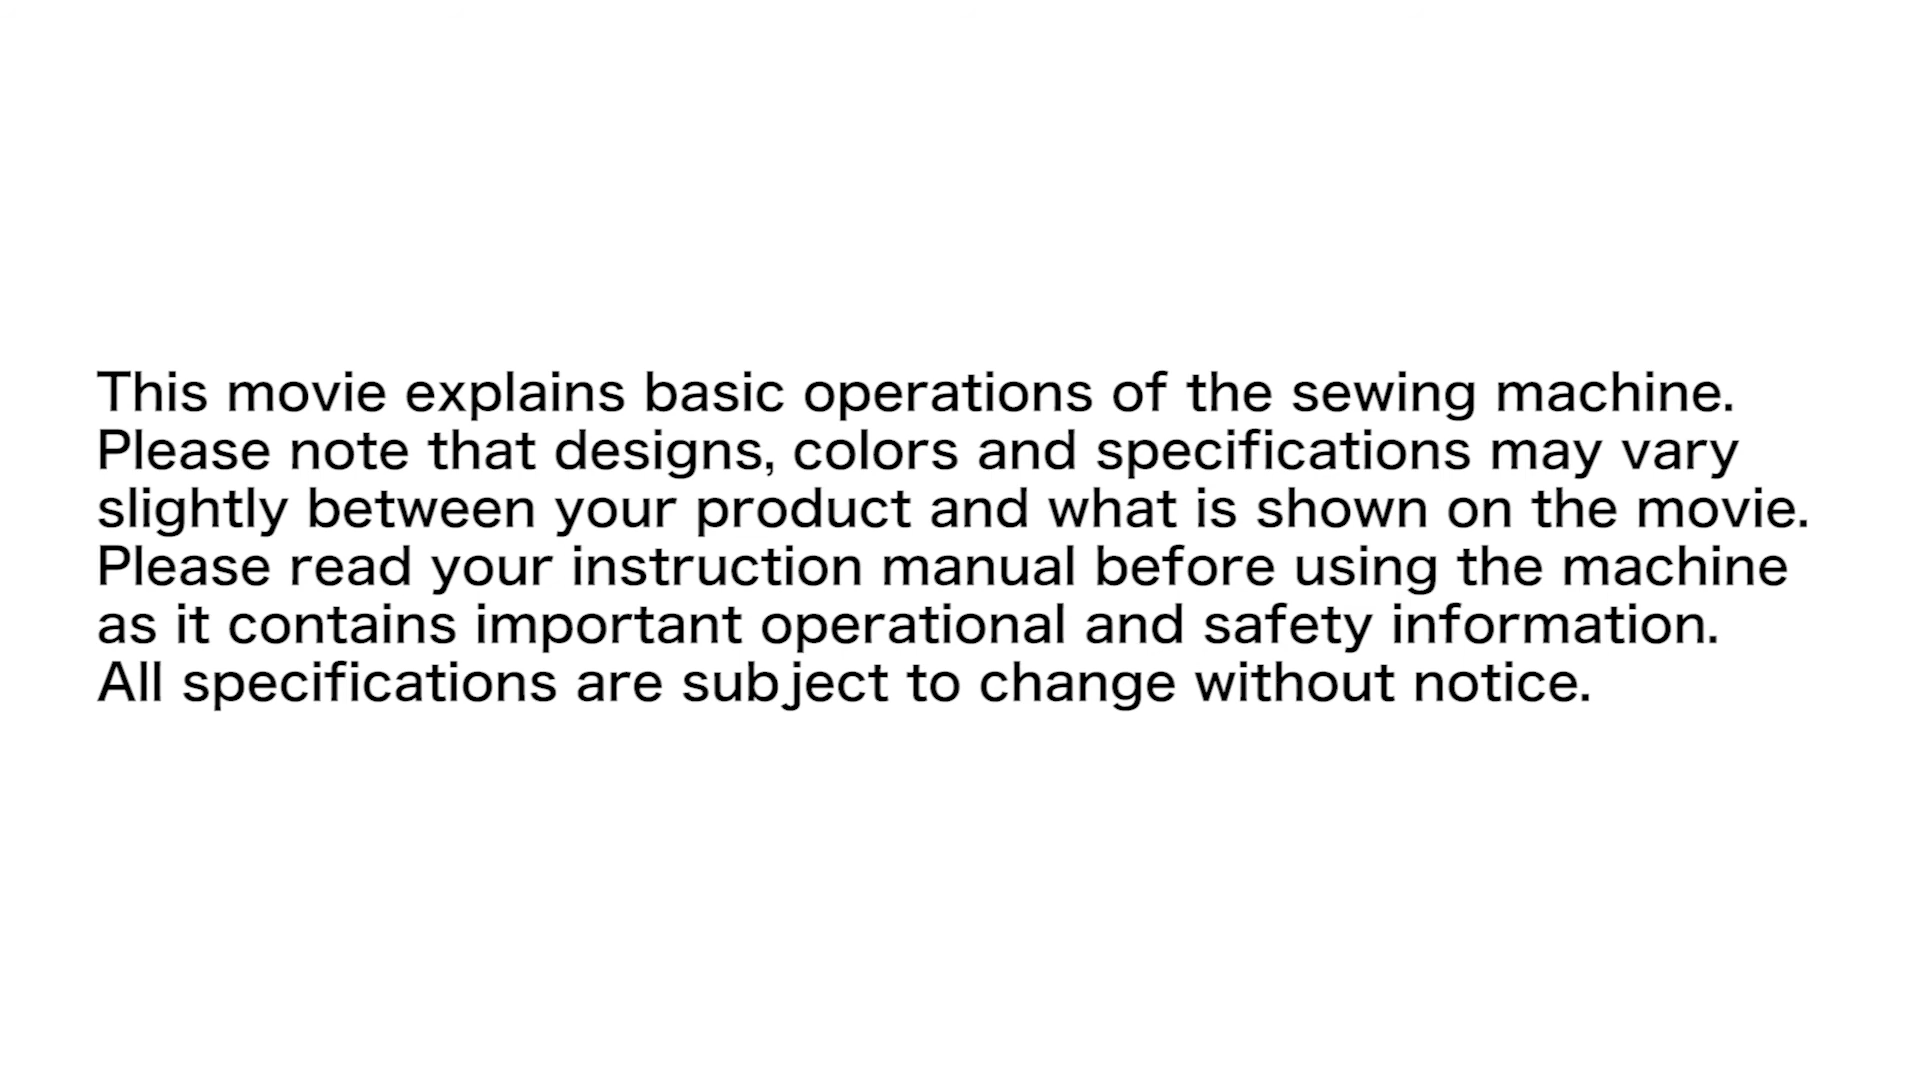 This movie explains basic operations of the sewing machine.
Please note that designs, colors and specifications may vary
slightly between your product and what is shown on the movie.
Please read your instruction manual before using the machine
as it contains important operational and safety information.
All specifications are subject to change without notice.